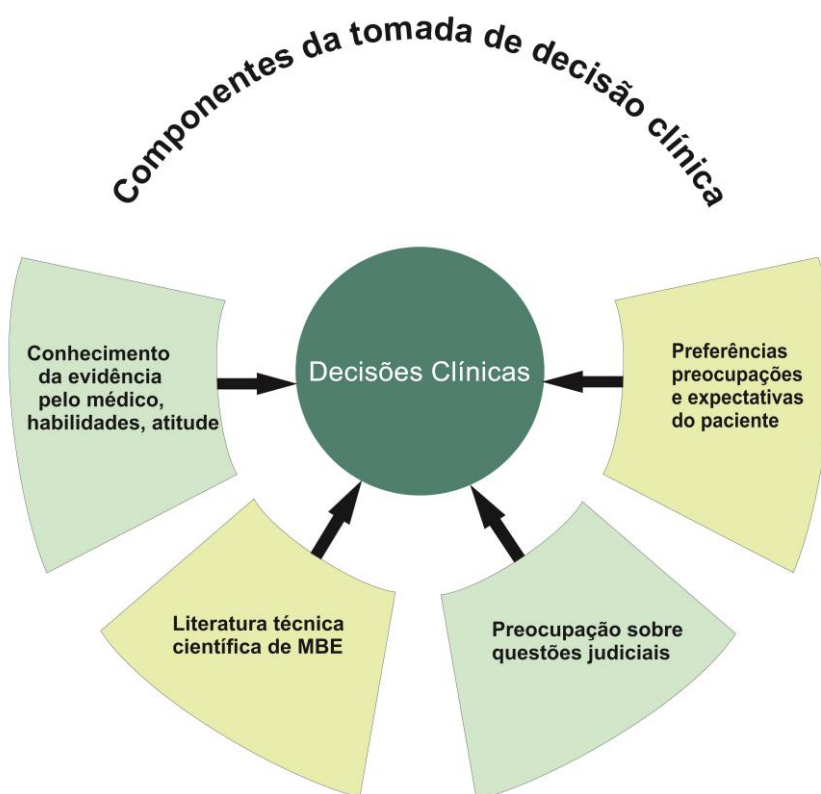 Componentes da tomada de decisão clínica
Conhecimento
da evidência
pelo médico,
habilidades, atitude
Decisões Clínicas
Preferências
preocupações
e expectativas
do paciente
Literatura técnica
científica de MBE
Preocupação sobre
questões judiciais